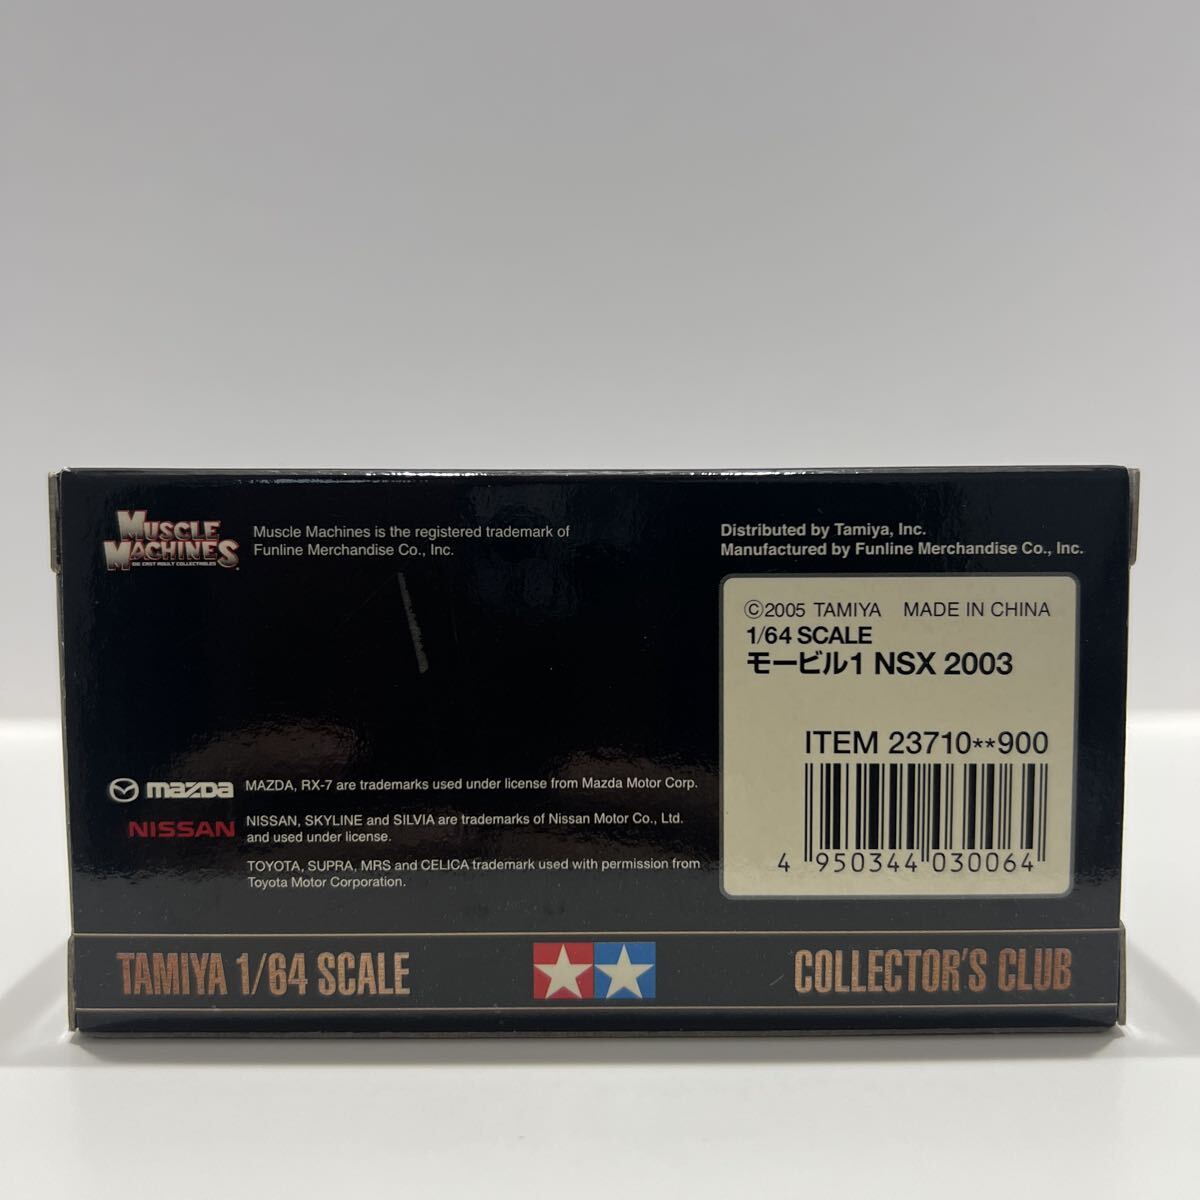 MUSCLE
MACHINES
DIE CAST ADULT COLLECTIBLES
Muscle Machines is the registered trademark of
Funline Merchandise Co., Inc.
Distributed by Tamiya, Inc.
Manufactured by Funline Merchandise Co., Inc.
©2005 TAMIYA MADE IN CHINA
1/64 SCALE
モービル1 NSX 2003
ITEM 23710**900
4 950344 030064
mazda
MAZDA, RX-7 are trademarks used under license from Mazda Motor Corp.
NISSAN
NISSAN, SKYLINE and SILVIA are trademarks of Nissan Motor Co., Ltd.
and used under license.
TOYOTA, SUPRA, MRS and CELICA trademark used with permission from
Toyota Motor Corporation.
TAMIYA 1/64 SCALE
COLLECTOR'S CLUB